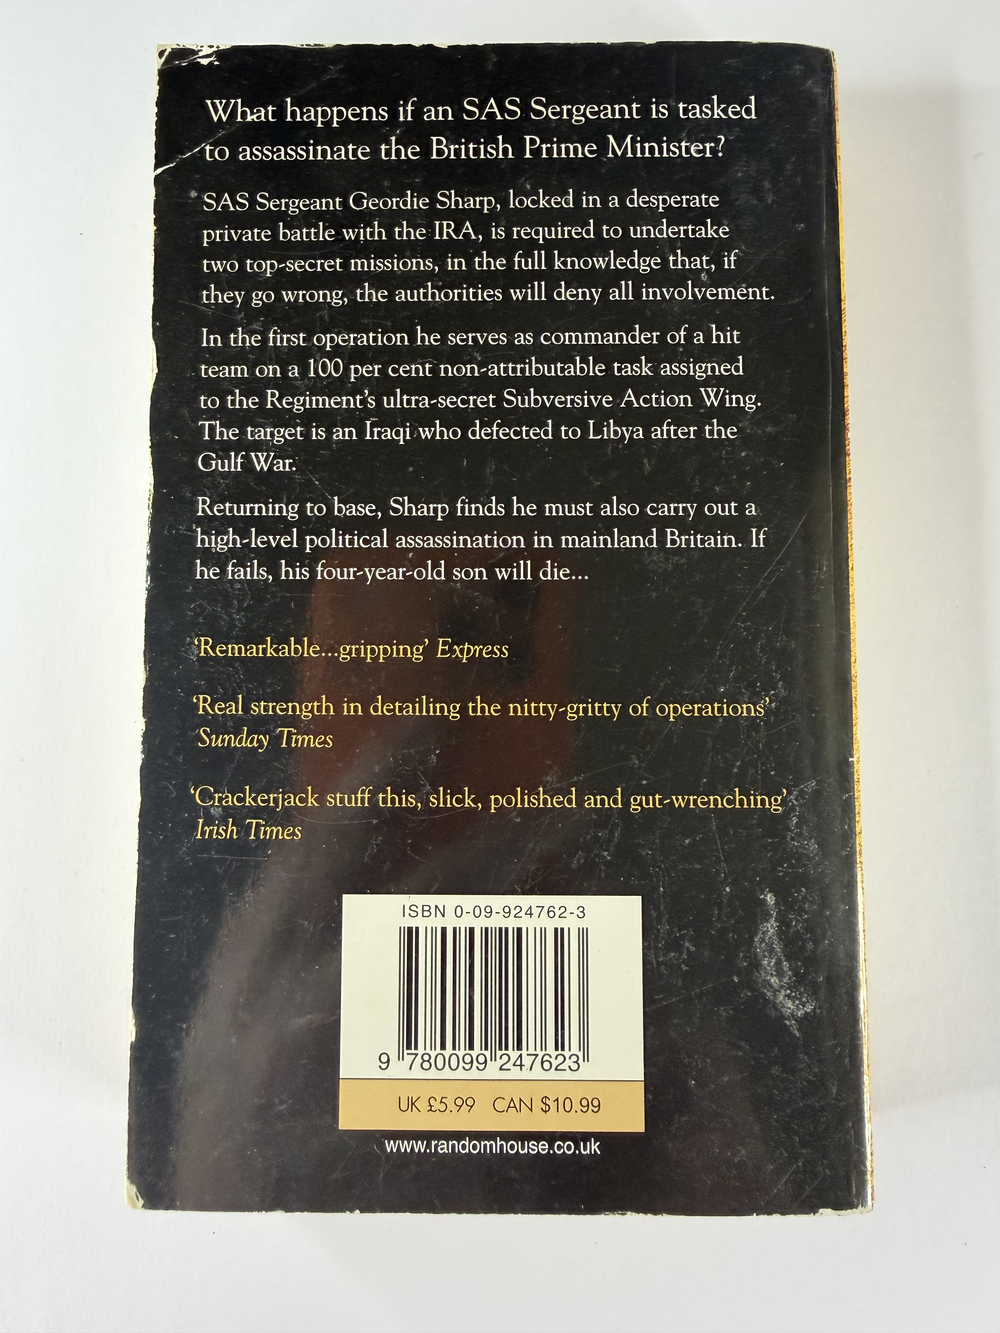 What happens if an SAS Sergeant is tasked
to assassinate the British Prime Minister?
SAS Sergeant Geordie Sharp, locked in a desperate
private battle with the IRA, is required to undertake
two top-secret missions, in the full knowledge that, if
they go wrong, the authorities will deny all involvement.
In the first operation he serves as commander of a hit
team on a 100 per cent non-attributable task assigned
to the Regiment's ultra-secret Subversive Action Wing.
The target is an Iraqi who defected to Libya after the
Gulf War.
Returning to base, Sharp finds he must also carry out a
high-level political assassination in mainland Britain. If
he fails, his four-year-old son will die...
'Remarkable...gripping' Express
'Real strength in detailing the nitty-gritty of operations'
Sunday Times
'Crackerjack stuff this, slick, polished and gut-wrenching'
Irish Times
ISBN 0-09-924762-3
9 780099 247623
UK £5.99 CAN $10.99
www.randomhouse.co.uk